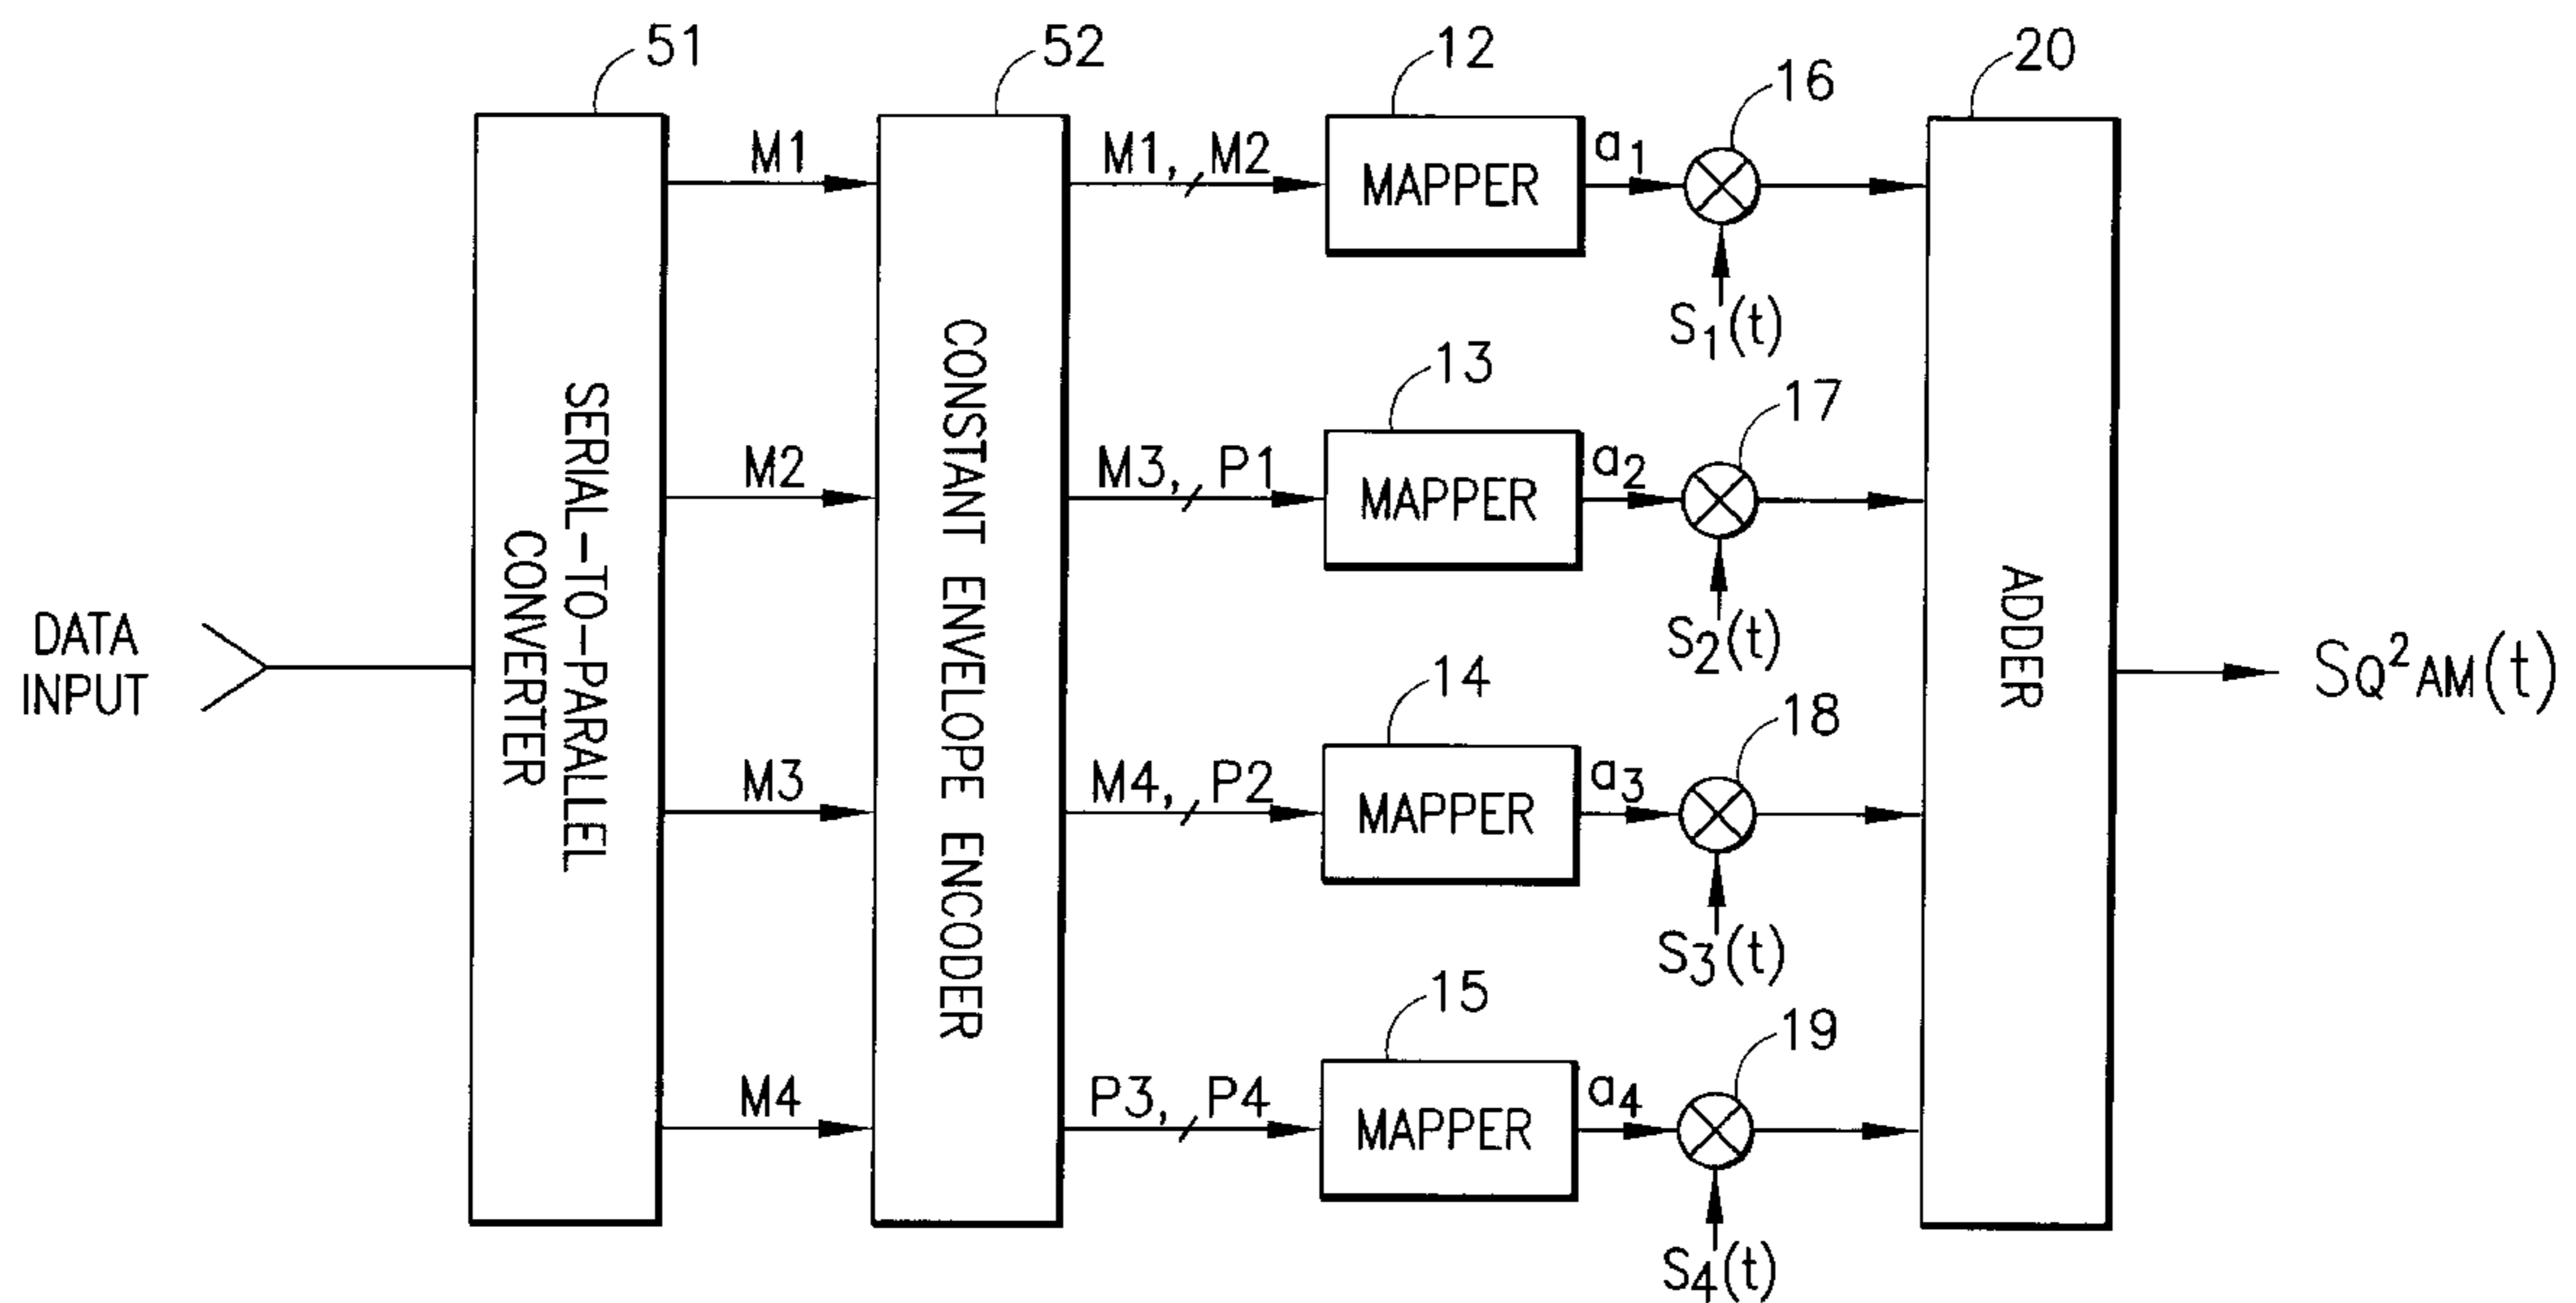 51
52
12
16
20
M1
M1, M2
MAPPER
a1
S1(t)
13
17
M2
M3, P1
MAPPER
a2
S2(t)
DATA
INPUT
SERIAL-TO-PARALLEL
CONVERTER
CONSTANT ENVELOPE ENCODER
ADDER
SQ²AM(t)
14
18
M3
M4, P2
MAPPER
a3
S3(t)
15
19
M4
P3, P4
MAPPER
a4
S4(t)